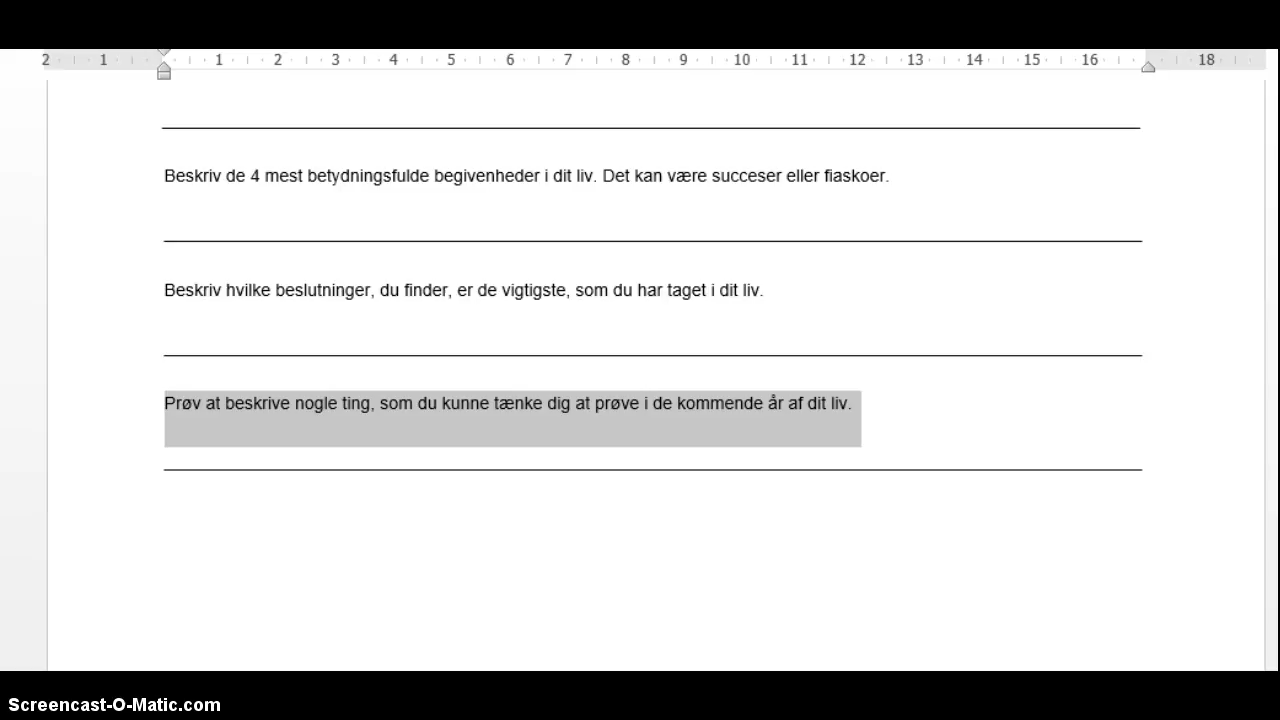 2 1 1 2 3 4 5 6 7 8 9 10 11 12 13 14 15 16 18
Beskriv de 4 mest betydningsfulde begivenheder i dit liv. Det kan være succeser eller fiaskoer.
Beskriv hvilke beslutninger, du finder, er de vigtigste, som du har taget i dit liv.
Prøv at beskrive nogle ting, som du kunne tænke dig at prøve i de kommende år af dit liv.
Screencast-O-Matic.com